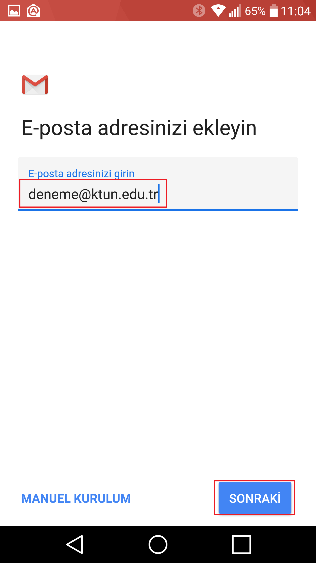 65% 11:04
E-posta adresinizi ekleyin
E-posta adresinizi girin
deneme@ktun.edu.tr
MANUEL KURULUM SONRAKİ